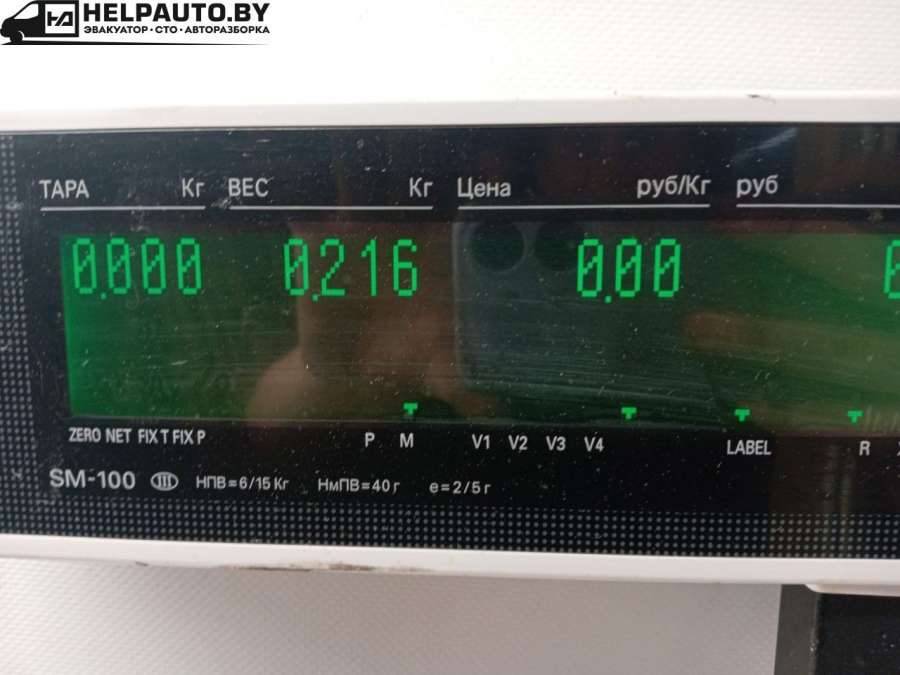 HELPAUTO.BY
ЭВАКУАТОР·СТО·АВТОРАЗБОРКА
ТАРА Кг ВЕС Кг Цена руб/Кг руб
0.000 0.216 0.00 0
ZERO NET FIX T FIX P P M V1 V2 V3 V4 LABEL R
SM-100 III НПВ=6/15 Кг НмПВ=40 г e=2/5 г